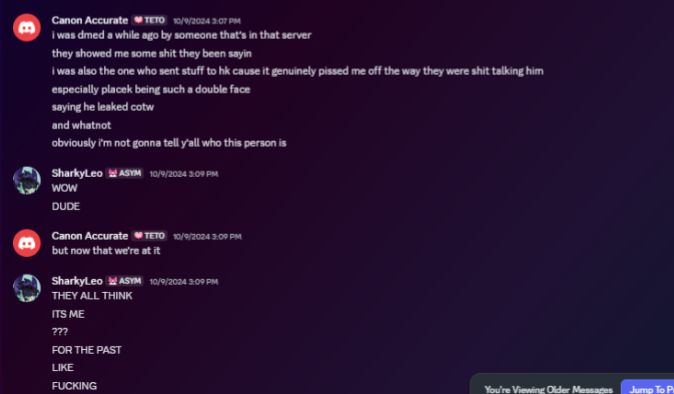 Canon Accurate TETO 10/9/2024 3:07 PM
i was dmed a while ago by someone that's in that server
they showed me some shit they been sayin
i was also the one who sent stuff to hk cause it genuinely pissed me off the way they were shit talking him
especially placek being such a double face
saying he leaked cotw
and whatnot
obviously i'm not gonna tell y'all who this person is
SharkyLeo ASYM 10/9/2024 3:09 PM
WOW
DUDE
Canon Accurate TETO 10/9/2024 3:09 PM
but now that we're at it
SharkyLeo ASYM 10/9/2024 3:09 PM
THEY ALL THINK
ITS ME
???
FOR THE PAST
LIKE
FUCKING
You're Viewing Older Messages Jump To